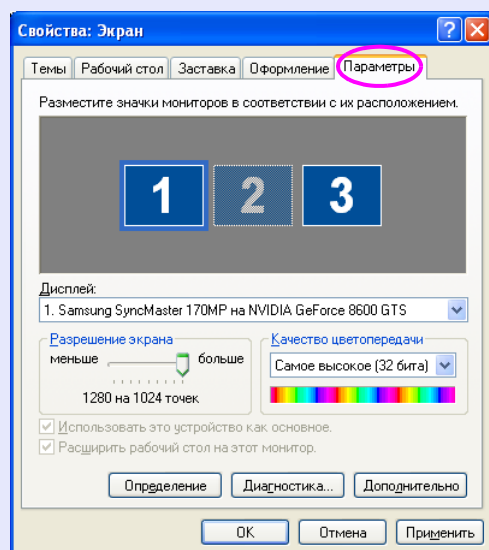 Свойства: Экран
Темы Рабочий стол Заставка Оформление Параметры
Разместите значки мониторов в соответствии с их расположением.
1 2 3
Дисплей:
1. Samsung SyncMaster 170MP на NVIDIA GeForce 8600 GTS
Разрешение экрана
меньше больше
1280 на 1024 точек
Качество цветопередачи
Самое высокое (32 бита)
Использовать это устройство как основное.
Расширить рабочий стол на этот монитор.
Определение Диагностика... Дополнительно
OK Отмена Применить